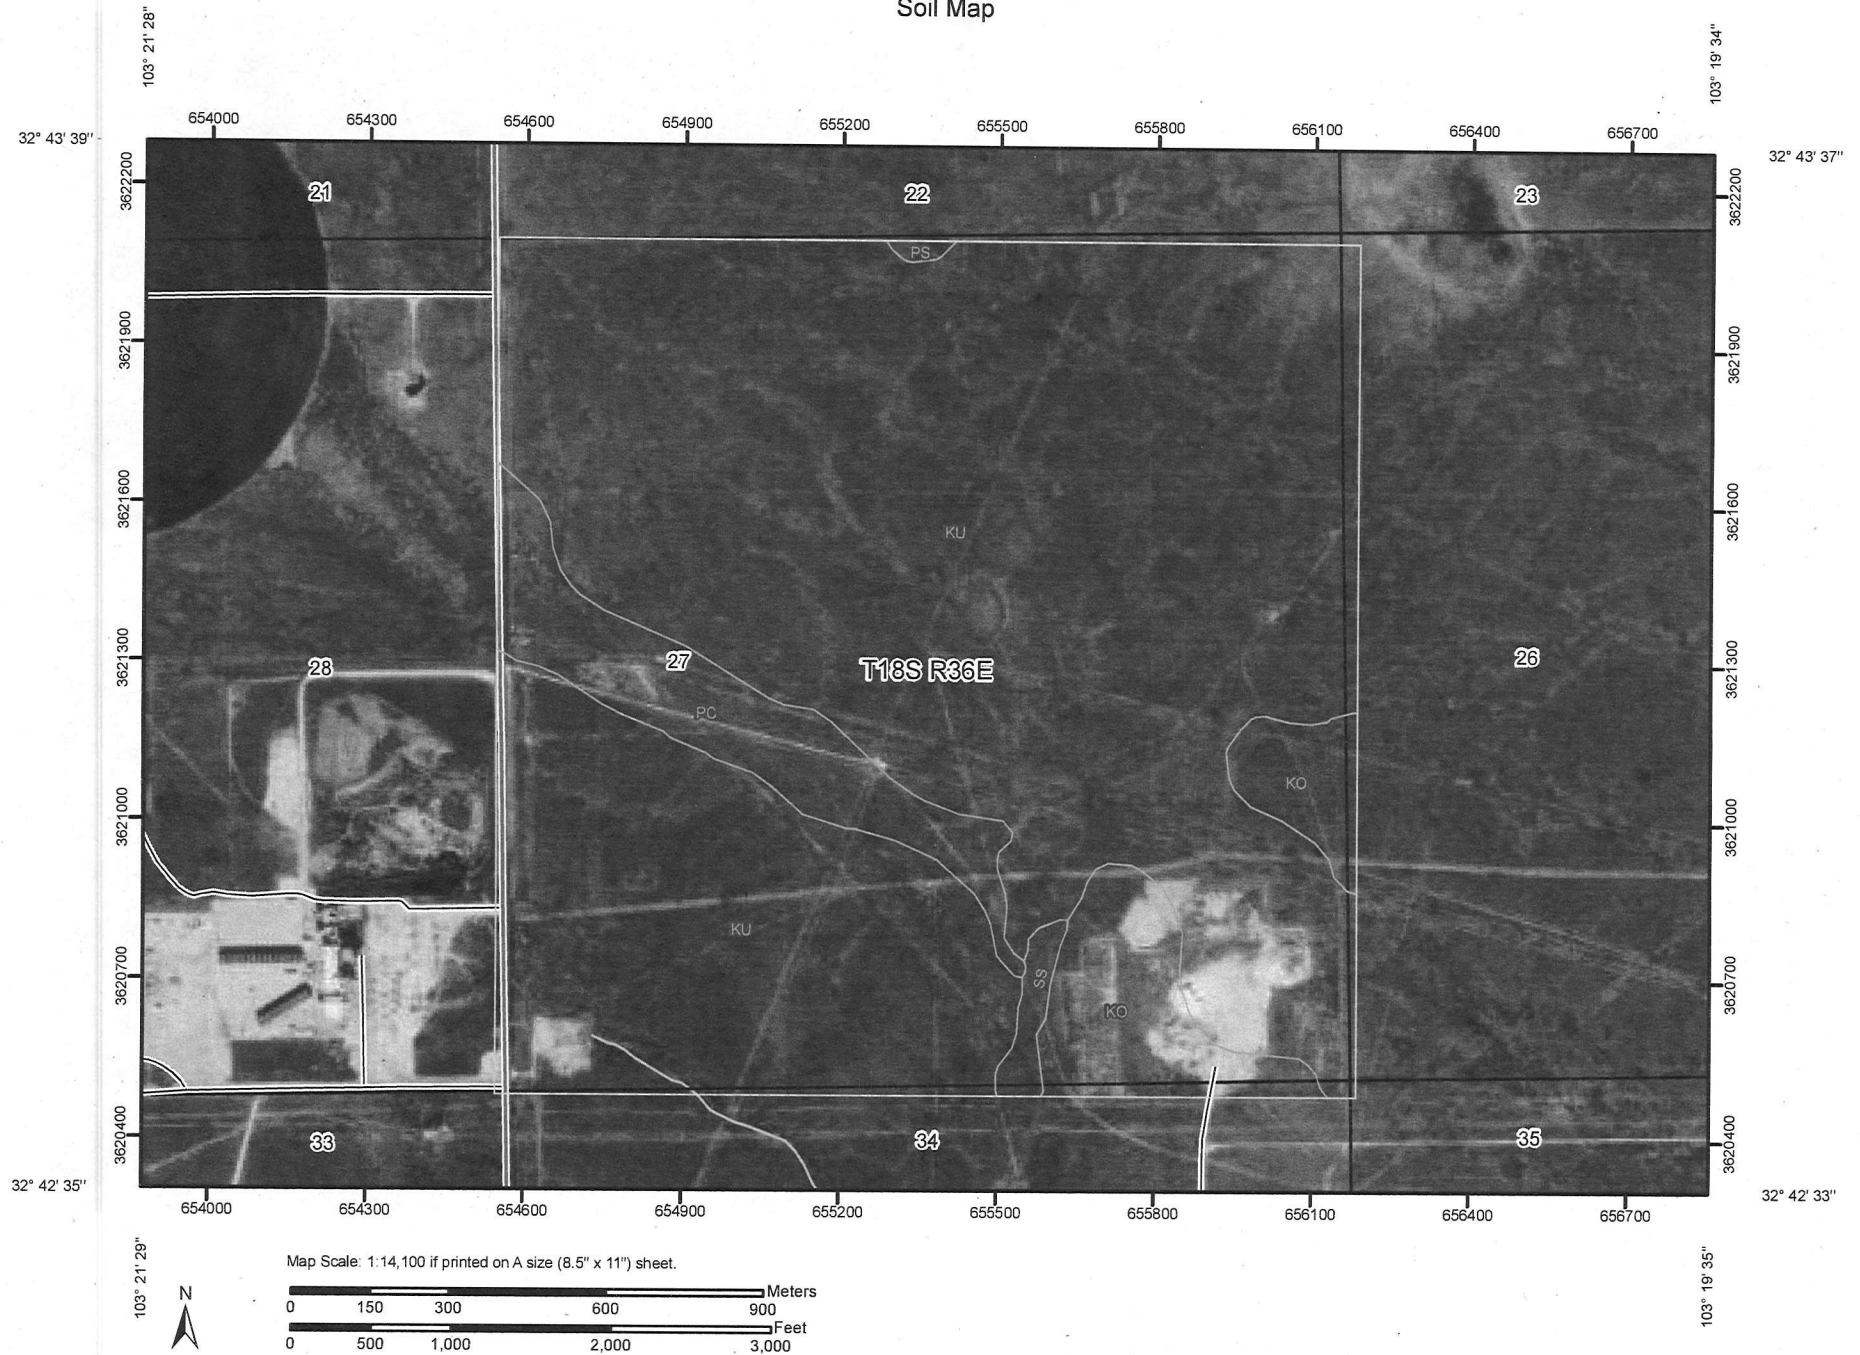 Soil Map
103° 21' 28"
103° 19' 34"
654000 654300 654600 654900 655200 655500 655800 656100 656400 656700
32° 43' 39"
32° 43' 37"
3622200
3622200
21
22
23
PS
3621900
3621900
3621600
3621600
KU
3621300
3621300
28
27
T18S R36E
26
PC
KO
3621000
3621000
KU
3620700
3620700
SS
KO
3620400
3620400
33
34
35
32° 42' 35"
32° 42' 33"
654000 654300 654600 654900 655200 655500 655800 656100 656400 656700
103° 21' 29"
103° 19' 35"
N
Map Scale: 1:14,100 if printed on A size (8.5" x 11") sheet.
Meters
0 150 300 600 900
Feet
0 500 1,000 2,000 3,000